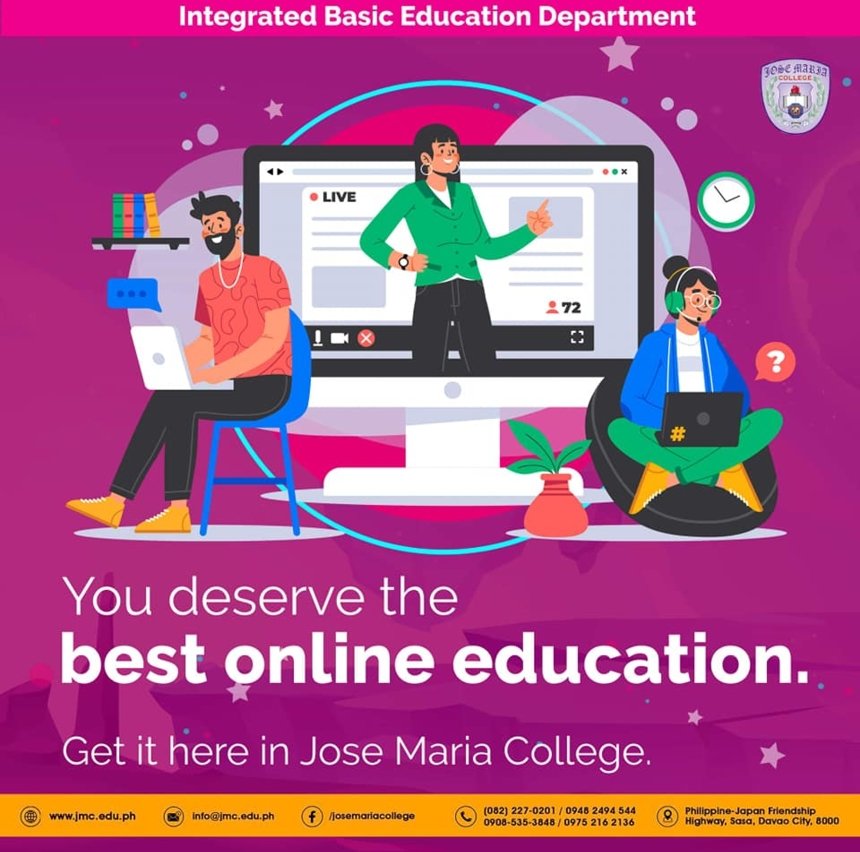 Integrated Basic Education Department
JOSE MARIA
COLLEGE
LIVE
72
?
#
You deserve the
best online education.
Get it here in Jose Maria College.
www.jmc.edu.ph
info@jmc.edu.ph
/josemariacollege
(082) 227-0201 / 0948 2494 544
0908-535-3848 / 0975 216 2136
Philippine-Japan Friendship
Highway, Sasa, Davao City, 8000